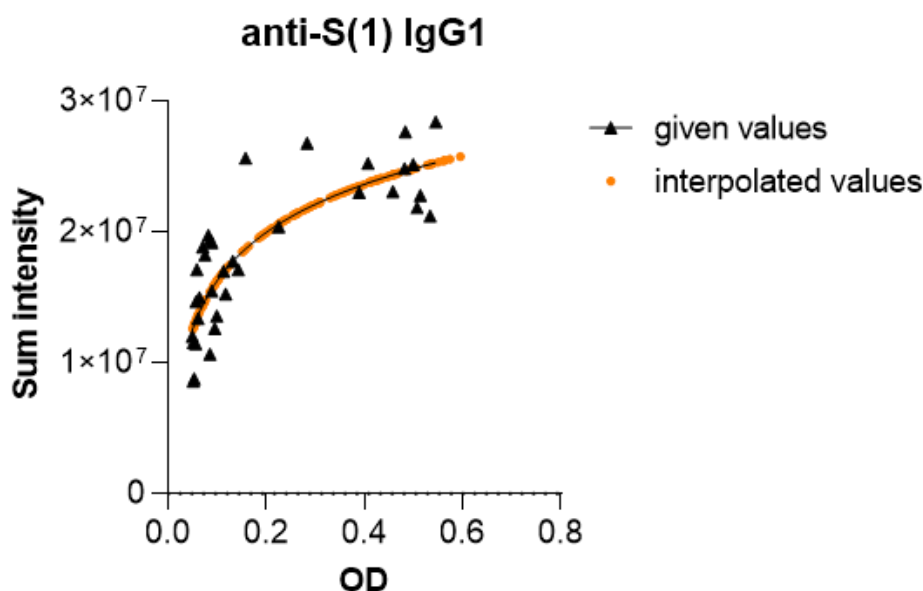 anti-S(1) IgG1
3×10⁷
2×10⁷
1×10⁷
0
Sum intensity
0.0 0.2 0.4 0.6 0.8
OD
given values
interpolated values